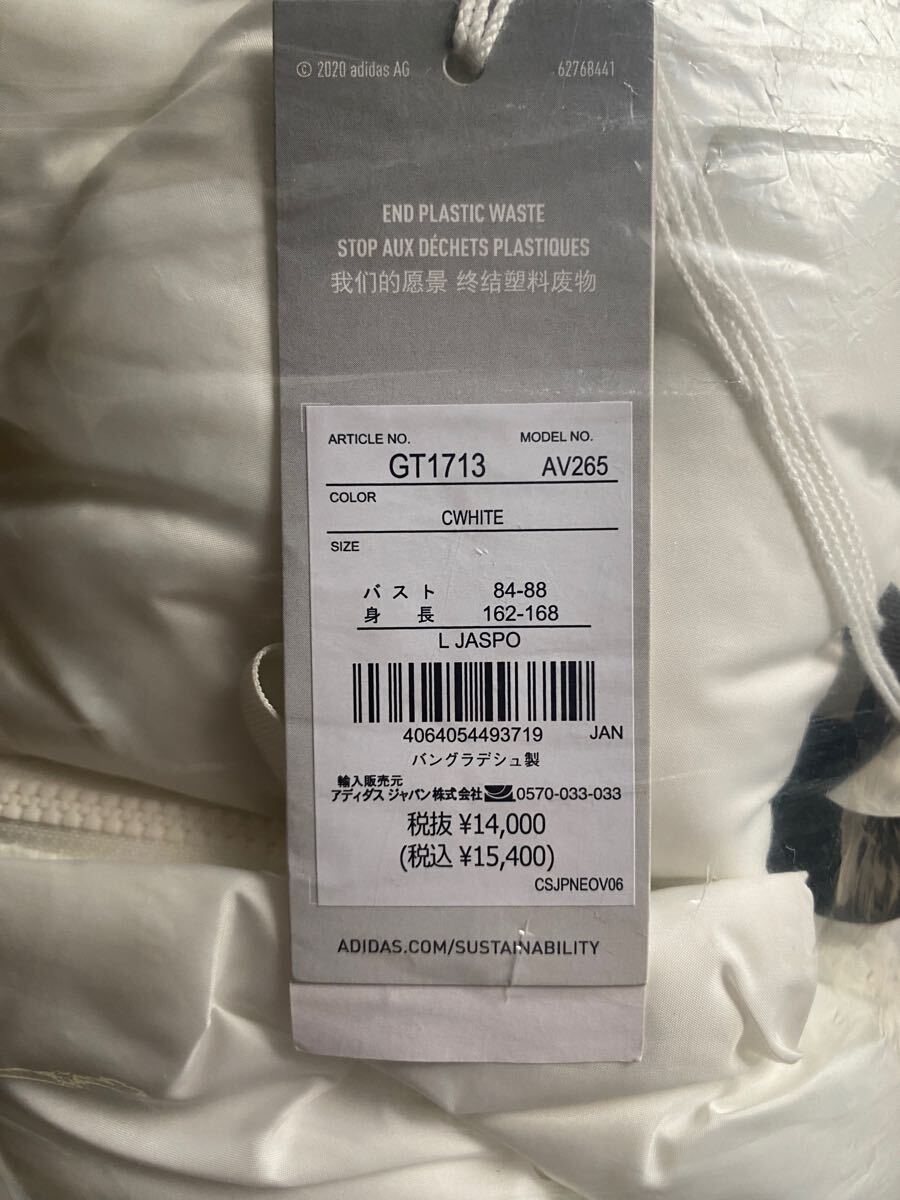 © 2020 adidas AG 62768441
END PLASTIC WASTE
STOP AUX DÉCHETS PLASTIQUES
我们的愿景 终结塑料废物
ARTICLE NO. MODEL NO.
GT1713 AV265
COLOR
CWHITE
SIZE
バスト 84-88
身長 162-168
L JASPO
4064054493719 JAN
バングラデシュ製
輸入販売元
アディダス ジャパン株式会社 0570-033-033
税抜 ¥14,000
(税込 ¥15,400)
CSJPNEOV06
ADIDAS.COM/SUSTAINABILITY